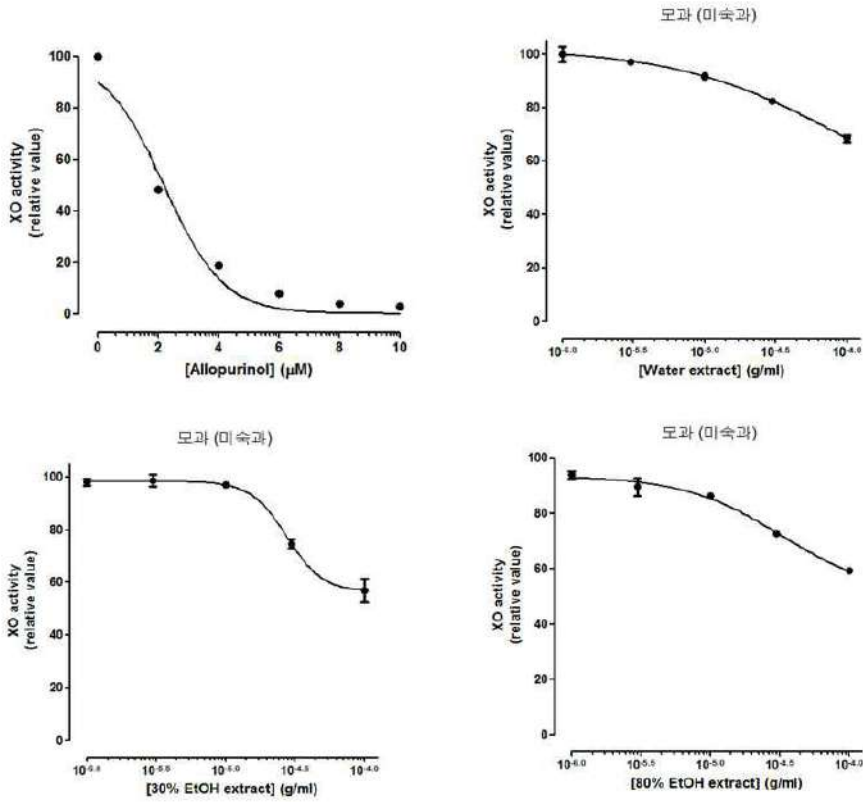 100
80
60
40
20
0
XO activity
(relative value)
0 2 4 6 8 10
[Allopurinol] (μM)
모과 (미숙과)
100
80
60
40
20
0
XO activity
(relative value)
10-6.0 10-5.5 10-5.0 10-4.5 10-4.0
[Water extract] (g/ml)
모과 (미숙과)
100
80
60
40
20
0
XO activity
(relative value)
10-6.0 10-5.5 10-5.0 10-4.5 10-4.0
[30% EtOH extract] (g/ml)
모과 (미숙과)
100
80
60
40
20
0
XO activity
(relative value)
10-6.0 10-5.5 10-5.0 10-4.5 10-4.0
[80% EtOH extract] (g/ml)